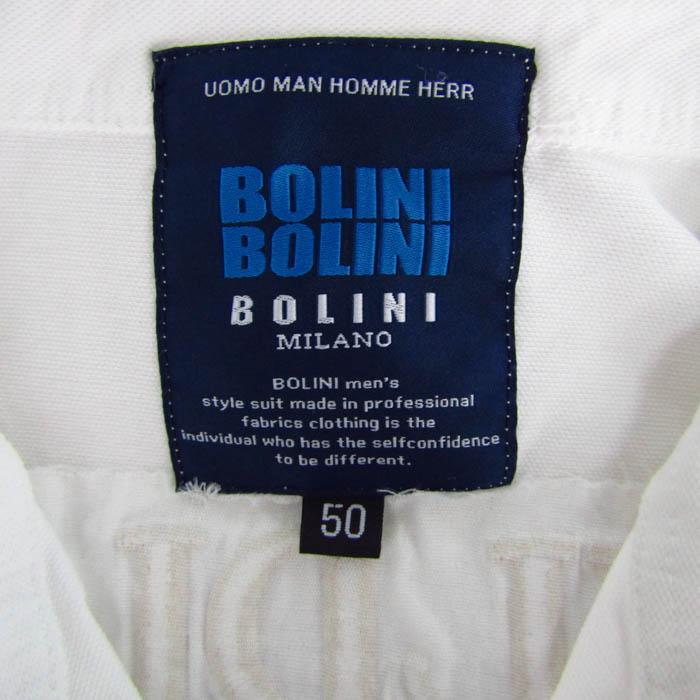 UOMO MAN HOMME HERR
BOLINI
BOLINI
BOLINI
MILANO
BOLINI men's
style suit made in professional
fabrics clothing is the
individual who has the selfconfidence
to be different.
50